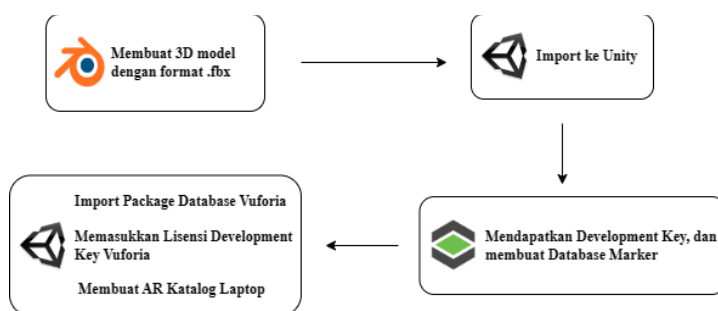 Membuat 3D model
dengan format .fbx
Import ke Unity
Mendapatkan Development Key, dan
membuat Database Marker
Import Package Database Vuforia
Memasukkan Lisensi Development
Key Vuforia
Membuat AR Katalog Laptop